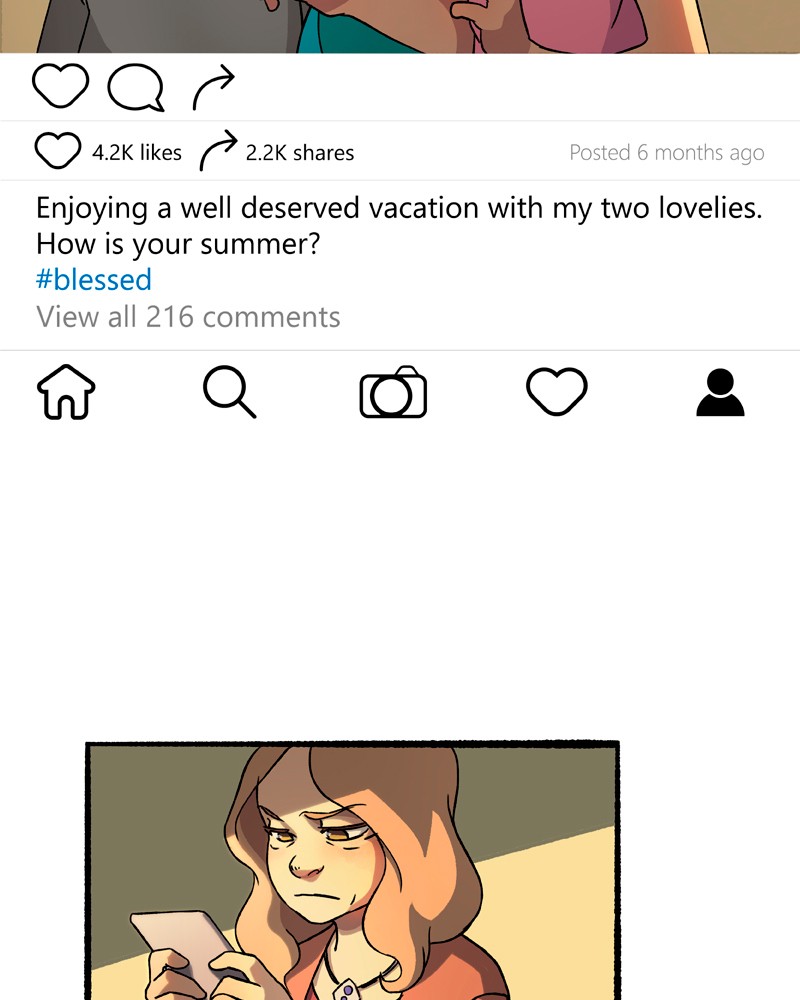 4.2K likes 2.2K shares Posted 6 months ago
Enjoying a well deserved vacation with my two lovelies.
How is your summer?
#blessed
View all 216 comments